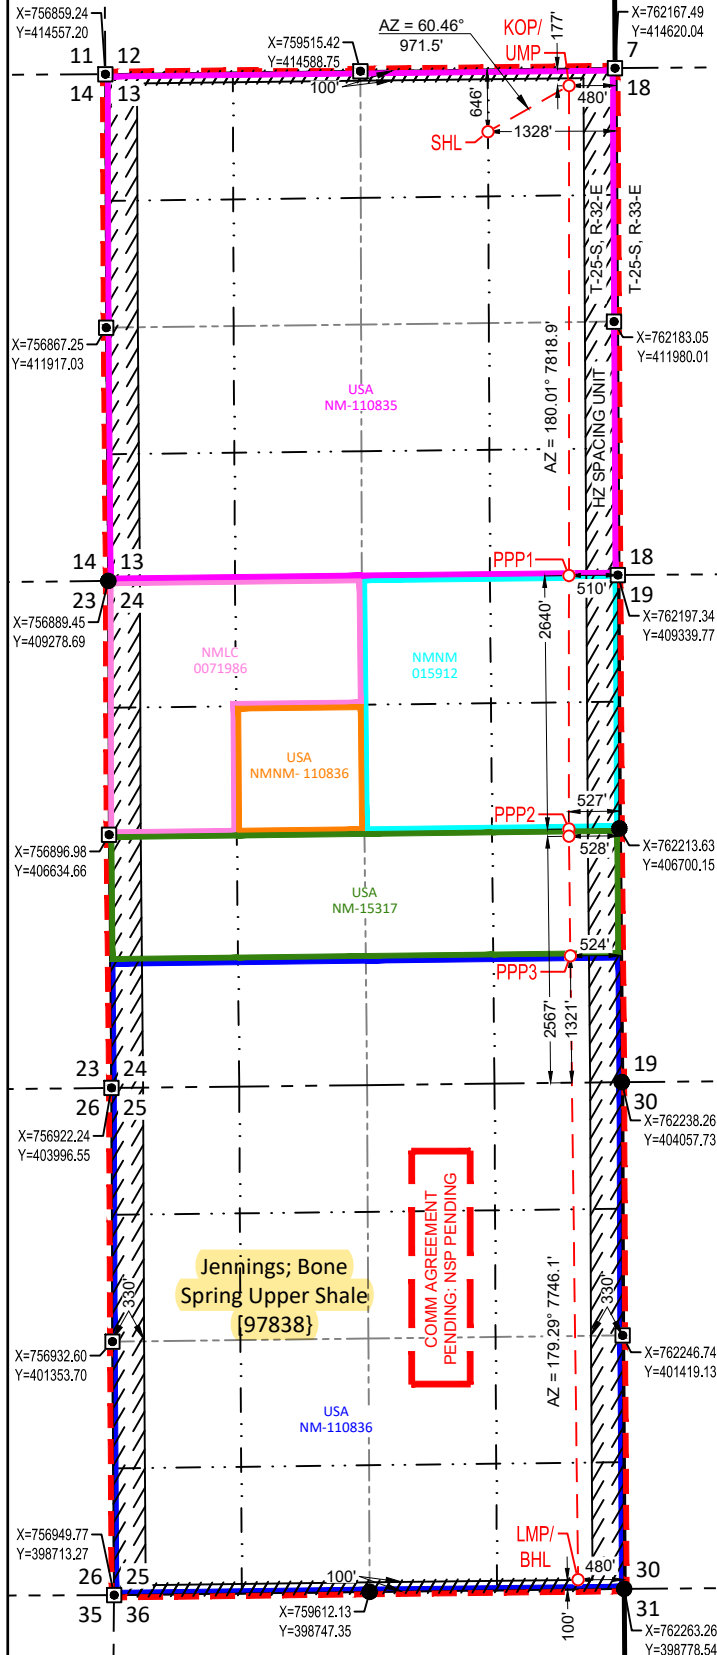 X=756859.24
Y=414557.20
X=759515.42
Y=414588.75
AZ = 60.46°
971.5'
KOP/
UMP
177'
X=762167.49
Y=414620.04
11
12
14
13
7
18
100'
646'
480'
SHL
1328'
T-25-S, R-32-E
T-25-S, R-33-E
X=756867.25
Y=411917.03
X=762183.05
Y=411980.01
USA
NM-110835
AZ = 180.01° 7818.9'
HZ SPACING UNIT
14
13
23
24
PPP1
510'
18
19
X=756889.45
Y=409278.69
X=762197.34
Y=409339.77
2640'
NMLC
0071986
NMNM
015912
USA
NMNM- 110836
PPP2
527'
528'
X=756896.98
Y=406634.66
X=762213.63
Y=406700.15
USA
NM-15317
524'
PPP3
2567'
1321'
23
24
26
25
19
30
X=756922.24
Y=403996.55
X=762238.26
Y=404057.73
COMM AGREEMENT
PENDING: NSP PENDING
Jennings; Bone
Spring Upper Shale
[97838}
330'
330'
AZ = 179.29° 7746.1'
X=756932.60
Y=401353.70
X=762246.74
Y=401419.13
USA
NM-110836
LMP/
BHL
X=756949.77
Y=398713.27
26
25
35
36
100'
480'
30
31
100'
X=759612.13
Y=398747.35
X=762263.26
Y=398778.54